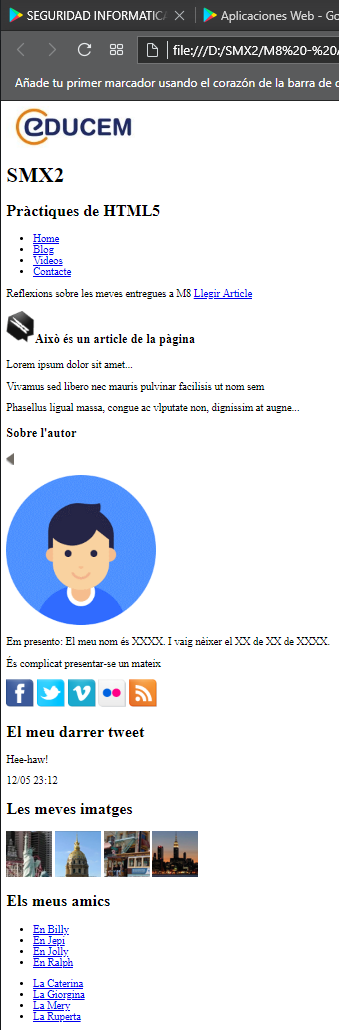 SEGURIDAD INFORMATICA
Aplicaciones Web - Go
file:///D:/SMX2/M8%20-%20A
Añade tu primer marcador usando el corazón de la barra de
EDUCEM
SMX2
Pràctiques de HTML5
Home
Blog
Videos
Contacte
Reflexions sobre les meves entregues a M8 Llegir Article
Això és un article de la pàgina
Lorem ipsum dolor sit amet...
Vivamus sed libero nec mauris pulvinar facilisis ut nom sem
Phasellus ligual massa, congue ac vlputate non, dignissim at augne...
Sobre l'autor
Em presento: El meu nom és XXXX. I vaig nèixer el XX de XX de XXXX.
És complicat presentar-se un mateix
El meu darrer tweet
Hee-haw!
12/05 23:12
Les meves imatges
Els meus amics
En Billy
En Jepi
En Jolly
En Ralph
La Caterina
La Giorgina
La Mery
La Ruperta